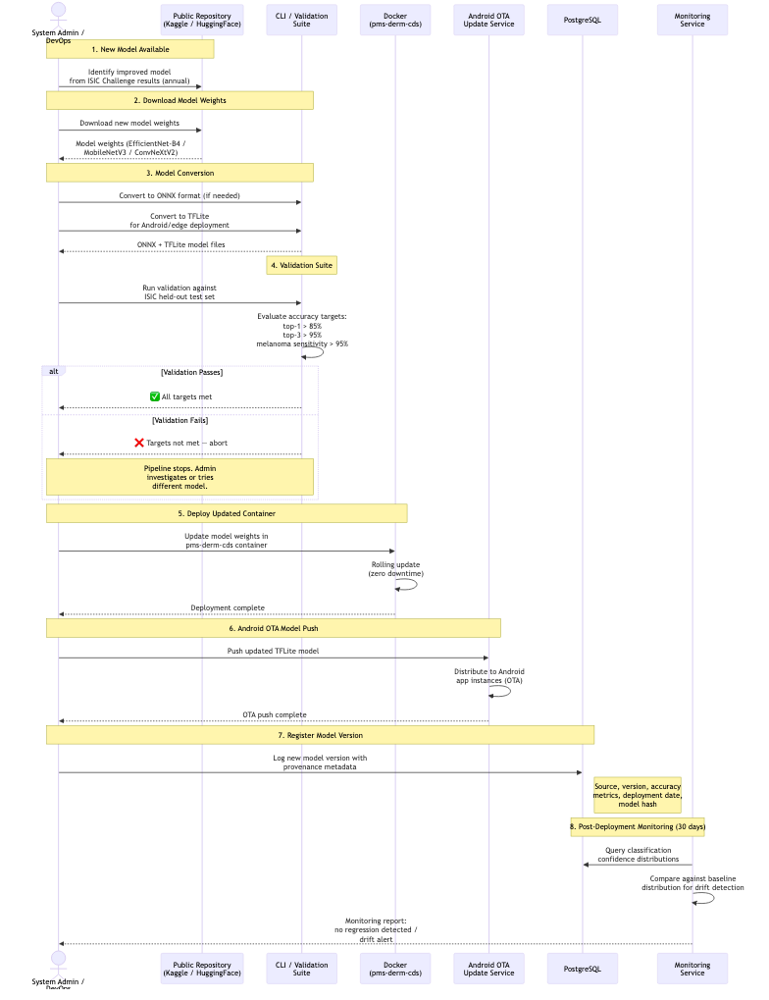 System Admin /
DevOps
Public Repository
(Kaggle / HuggingFace)
CLI / Validation
Suite
Docker
(pms-derm-cds)
Android OTA
Update Service
PostgreSQL
Monitoring
Service
1. New Model Available
Identify improved model
from ISIC Challenge results (annual)
2. Download Model Weights
Download new model weights
Model weights (EfficientNet-B4 /
MobileNetV3 / ConvNeXtV2)
3. Model Conversion
Convert to ONNX format (if needed)
Convert to TFLite
for Android/edge deployment
ONNX + TFLite model files
4. Validation Suite
Run validation against
ISIC held-out test set
Evaluate accuracy targets:
top-1 > 85%
top-3 > 95%
melanoma sensitivity > 95%
alt
[Validation Passes]
✅ All targets met
[Validation Fails]
❌ Targets not met — abort
Pipeline stops. Admin
investigates or tries
different model.
5. Deploy Updated Container
Update model weights in
pms-derm-cds container
Rolling update
(zero downtime)
Deployment complete
6. Android OTA Model Push
Push updated TFLite model
Distribute to Android
app instances (OTA)
OTA push complete
7. Register Model Version
Log new model version with
provenance metadata
Source, version, accuracy
metrics, deployment date,
model hash
8. Post-Deployment Monitoring (30 days)
Query classification
confidence distributions
Compare against baseline
distribution for drift detection
Monitoring report:
no regression detected /
drift alert
System Admin /
DevOps
Public Repository
(Kaggle / HuggingFace)
CLI / Validation
Suite
Docker
(pms-derm-cds)
Android OTA
Update Service
PostgreSQL
Monitoring
Service